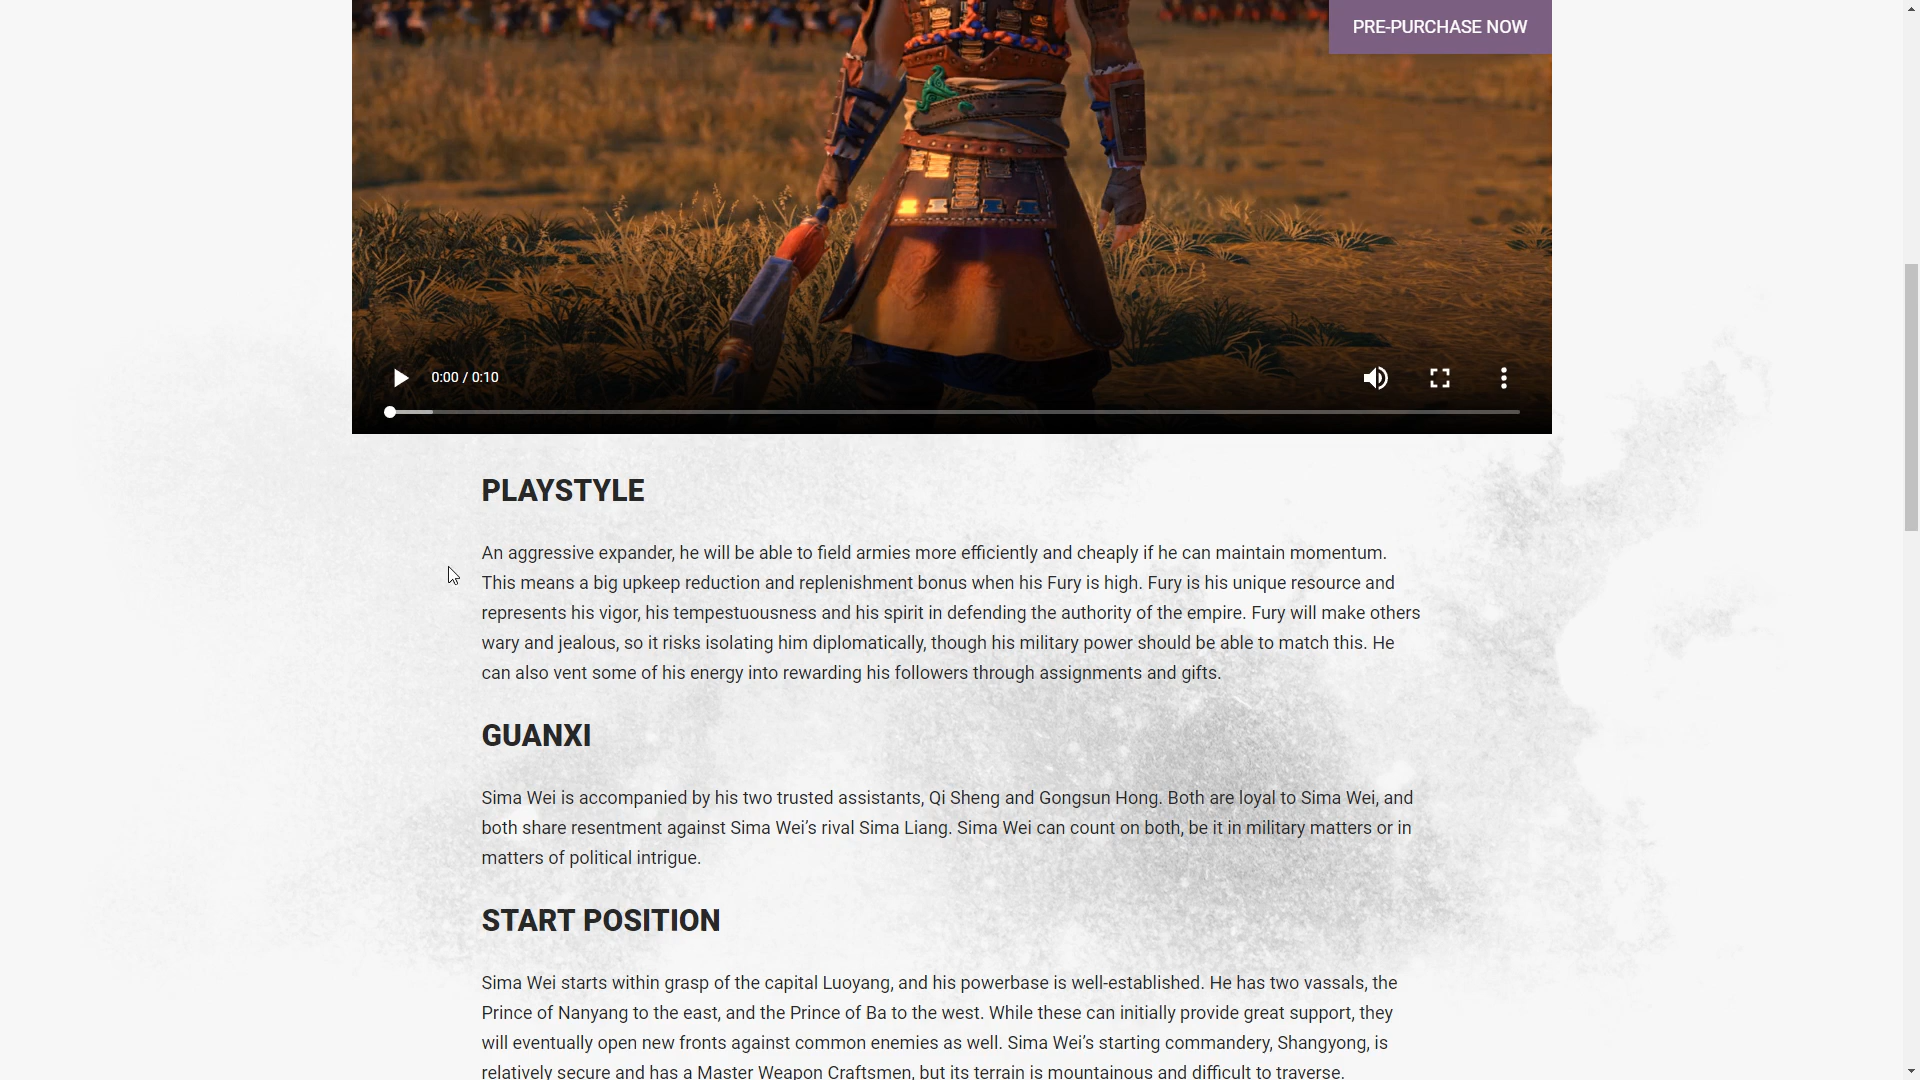 PRE-PURCHASE NOW
0:00 / 0:10
PLAYSTYLE
An aggressive expander, he will be able to field armies more efficiently and cheaply if he can maintain momentum.
This means a big upkeep reduction and replenishment bonus when his Fury is high. Fury is his unique resource and
represents his vigor, his tempestuousness and his spirit in defending the authority of the empire. Fury will make others
wary and jealous, so it risks isolating him diplomatically, though his military power should be able to match this. He
can also vent some of his energy into rewarding his followers through assignments and gifts.
GUANXI
Sima Wei is accompanied by his two trusted assistants, Qi Sheng and Gongsun Hong. Both are loyal to Sima Wei, and
both share resentment against Sima Wei’s rival Sima Liang. Sima Wei can count on both, be it in military matters or in
matters of political intrigue.
START POSITION
Sima Wei starts within grasp of the capital Luoyang, and his powerbase is well-established. He has two vassals, the
Prince of Nanyang to the east, and the Prince of Ba to the west. While these can initially provide great support, they
will eventually open new fronts against common enemies as well. Sima Wei’s starting commandery, Shangyong, is
relatively secure and has a Master Weapon Craftsmen, but its terrain is mountainous and difficult to traverse.